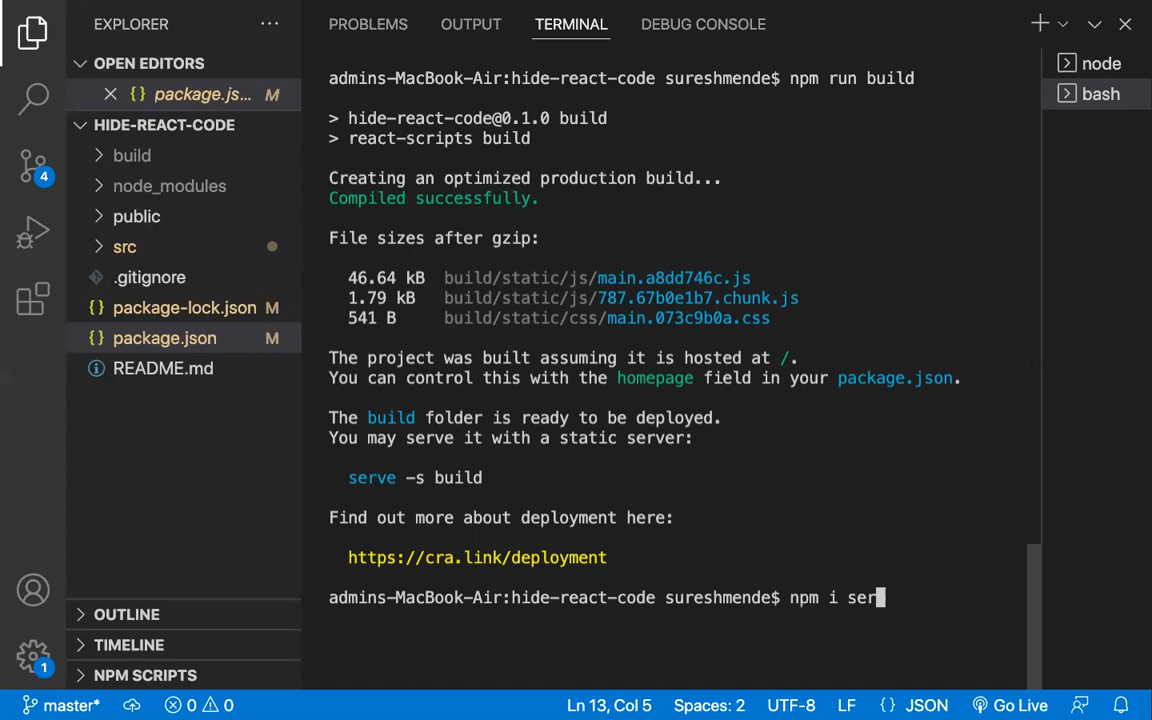 EXPLORER
OPEN EDITORS
{} package.js... M
HIDE-REACT-CODE
build
node_modules
public
src
.gitignore
{} package-lock.json M
{} package.json M
README.md
OUTLINE
TIMELINE
NPM SCRIPTS
4
1
PROBLEMS OUTPUT TERMINAL DEBUG CONSOLE
admins-MacBook-Air:hide-react-code sureshmende$ npm run build
> hide-react-code@0.1.0 build
> react-scripts build
Creating an optimized production build...
Compiled successfully.
File sizes after gzip:
46.64 kB build/static/js/main.a8dd746c.js
1.79 kB build/static/js/787.67b0e1b7.chunk.js
541 B build/static/css/main.073c9b0a.css
The project was built assuming it is hosted at /.
You can control this with the homepage field in your package.json.
The build folder is ready to be deployed.
You may serve it with a static server:
serve -s build
Find out more about deployment here:
https://cra.link/deployment
admins-MacBook-Air:hide-react-code sureshmende$ npm i ser
node
bash
master* 0 0 Ln 13, Col 5 Spaces: 2 UTF-8 LF {} JSON Go Live